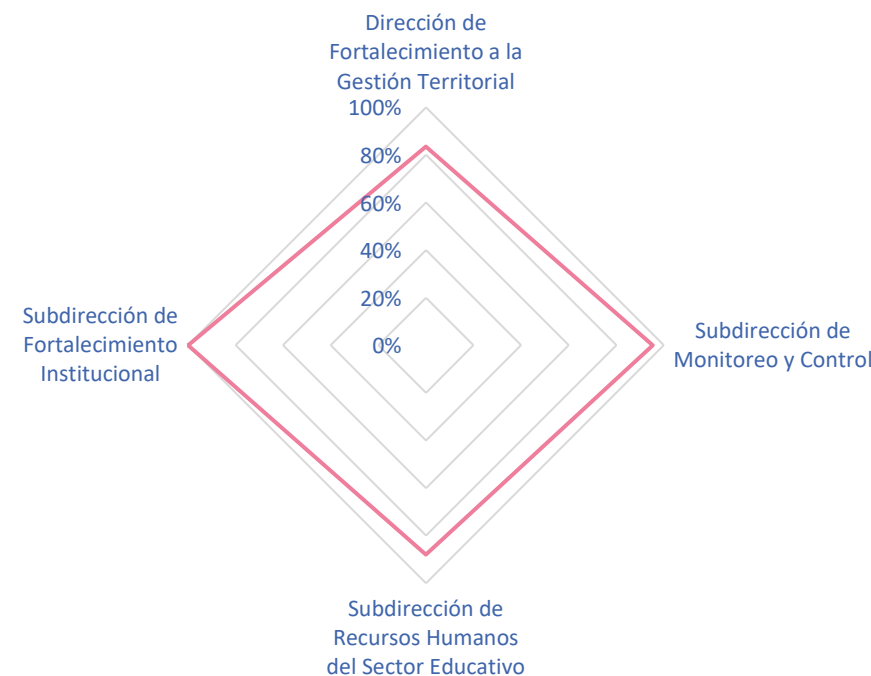 Dirección de
Fortalecimiento a la
Gestión Territorial
100%
80%
60%
40%
20%
0%
Subdirección de
Monitoreo y Control
Subdirección de
Recursos Humanos
del Sector Educativo
Subdirección de
Fortalecimiento
Institucional